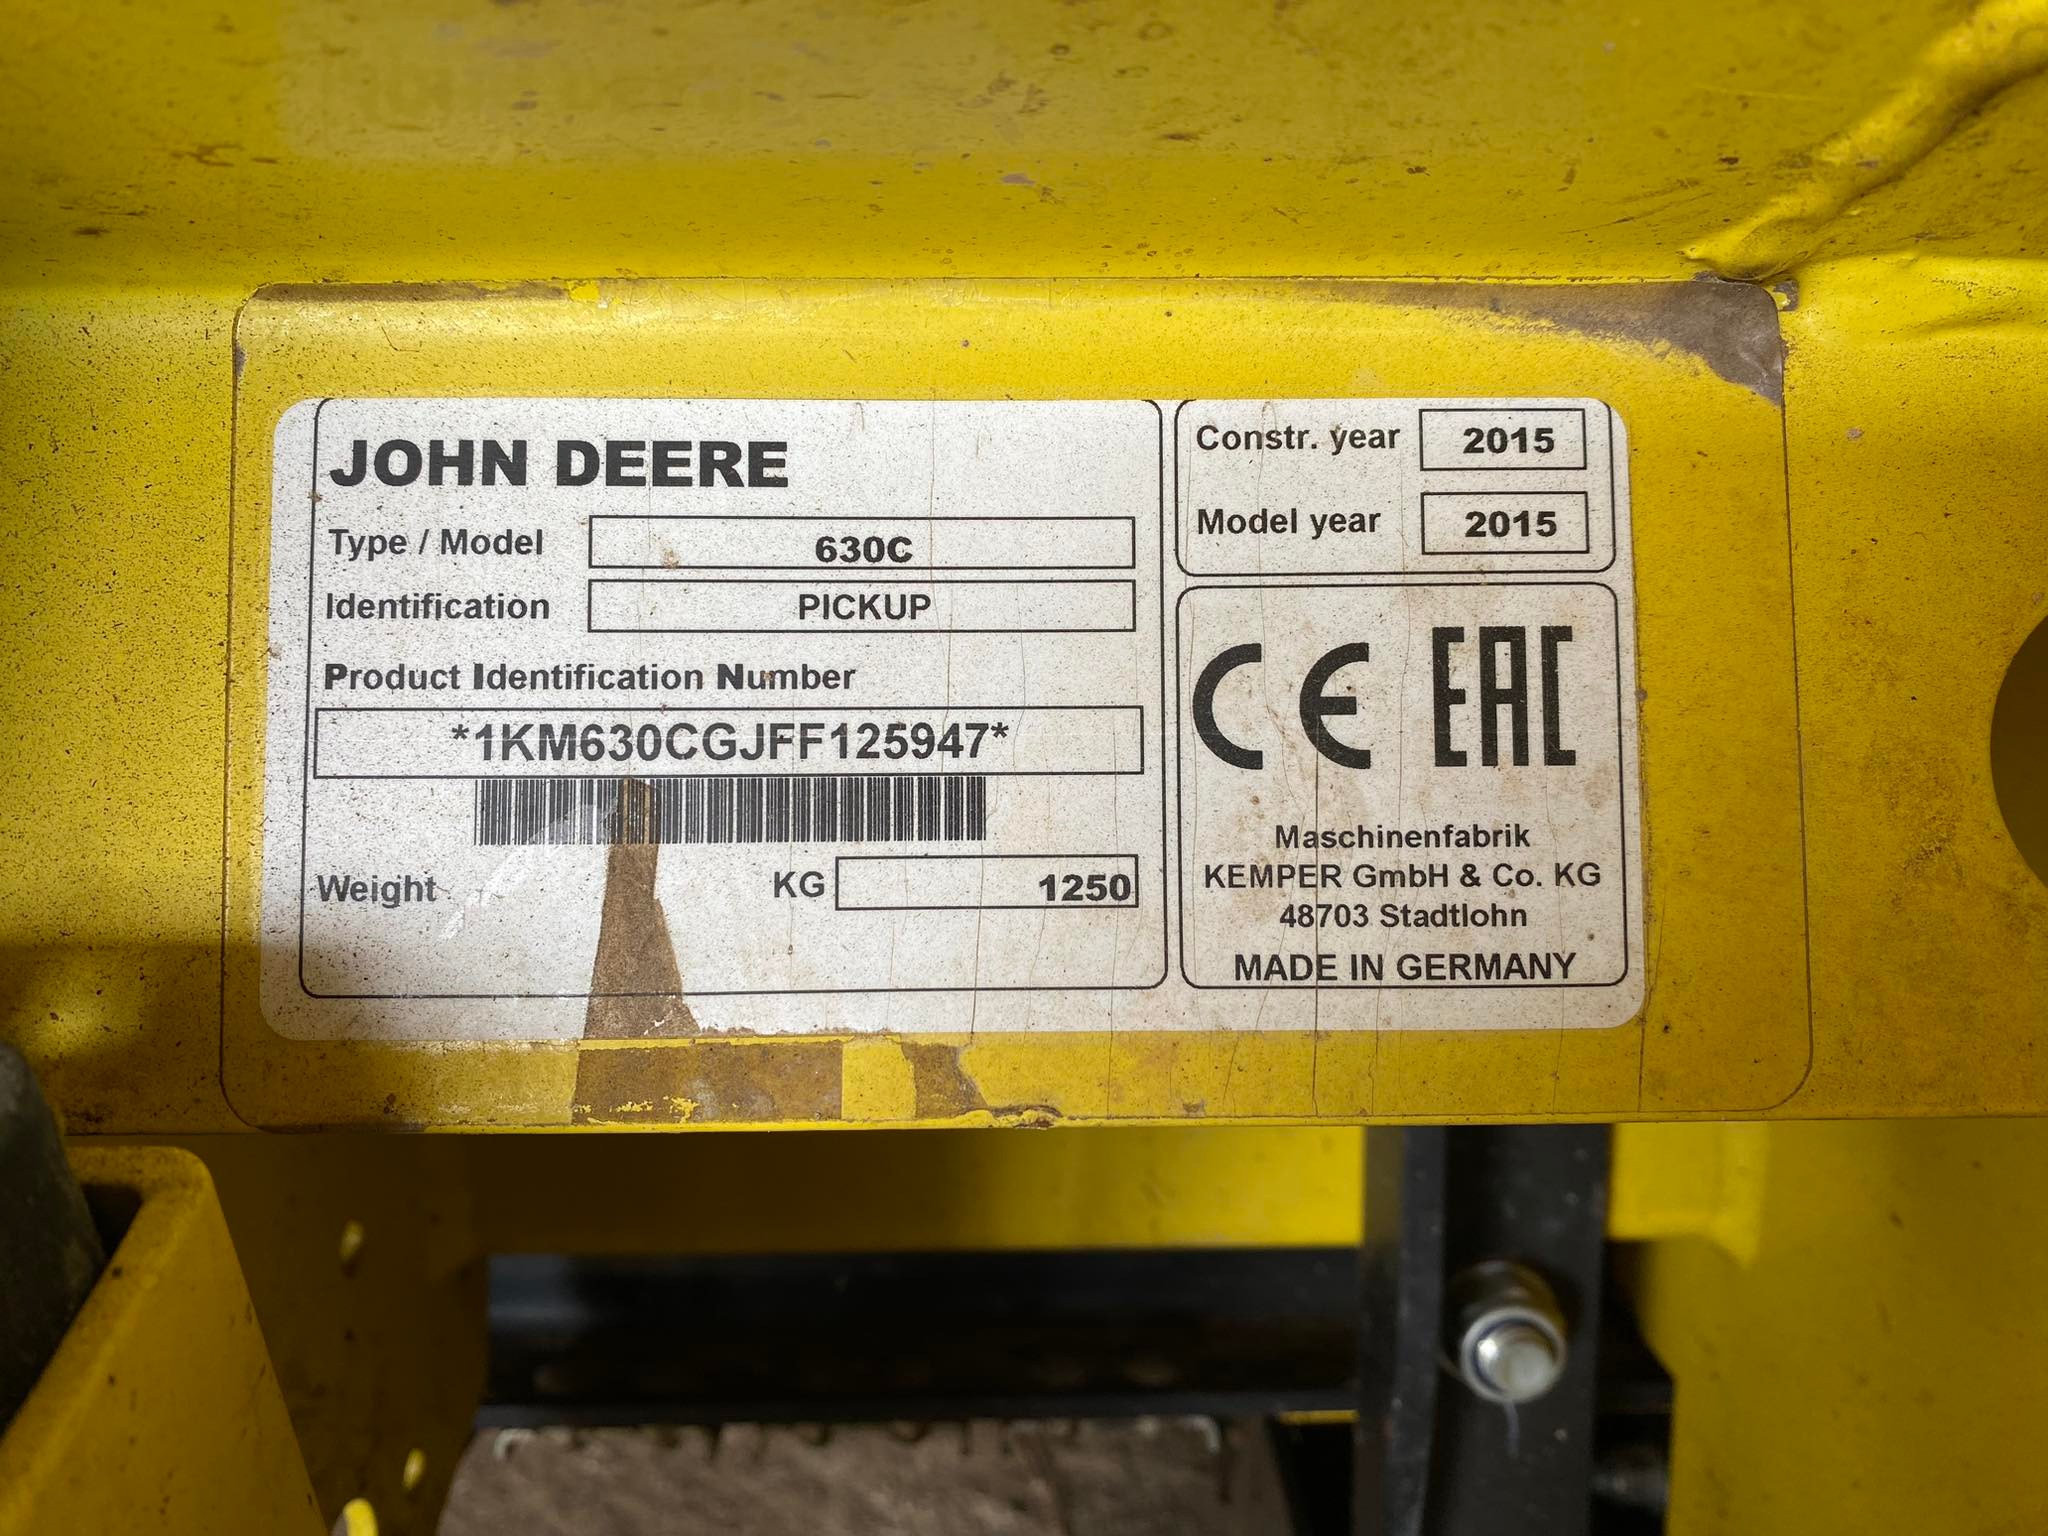 JOHN DEERE
Type / Model 630C
Identification PICKUP
Product Identification Number
*1KM630CGJFF125947*
Weight KG 1250
Constr. year 2015
Model year 2015
CE EAC
Maschinenfabrik
KEMPER GmbH & Co. KG
48703 Stadtlohn
MADE IN GERMANY